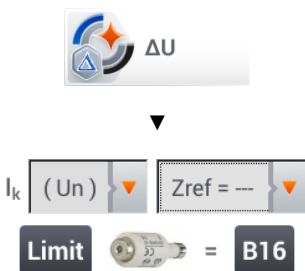 ΔU
▼
Ik ( Un ) ▼ Zref = --- ▼
Limit = B16